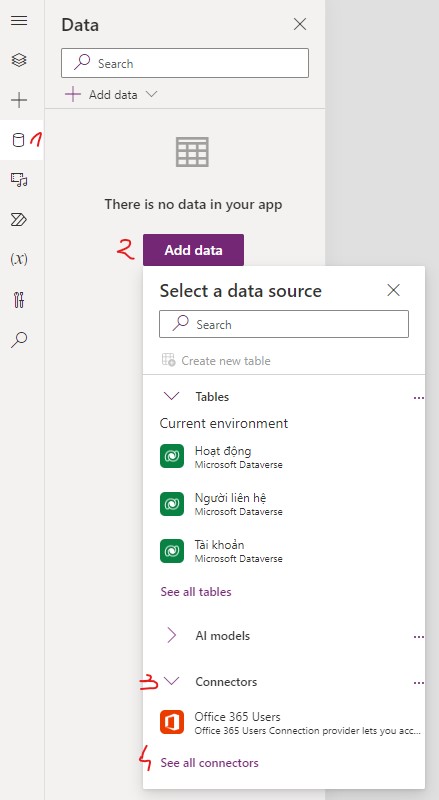 Data
Search
Add data
1
There is no data in your app
2
Add data
Select a data source
Search
Create new table
Tables
Current environment
Hoạt động
Microsoft Dataverse
Người liên hệ
Microsoft Dataverse
Tài khoản
Microsoft Dataverse
See all tables
AI models
3
Connectors
Office 365 Users
Office 365 Users Connection provider lets you acc...
4
See all connectors
(x)